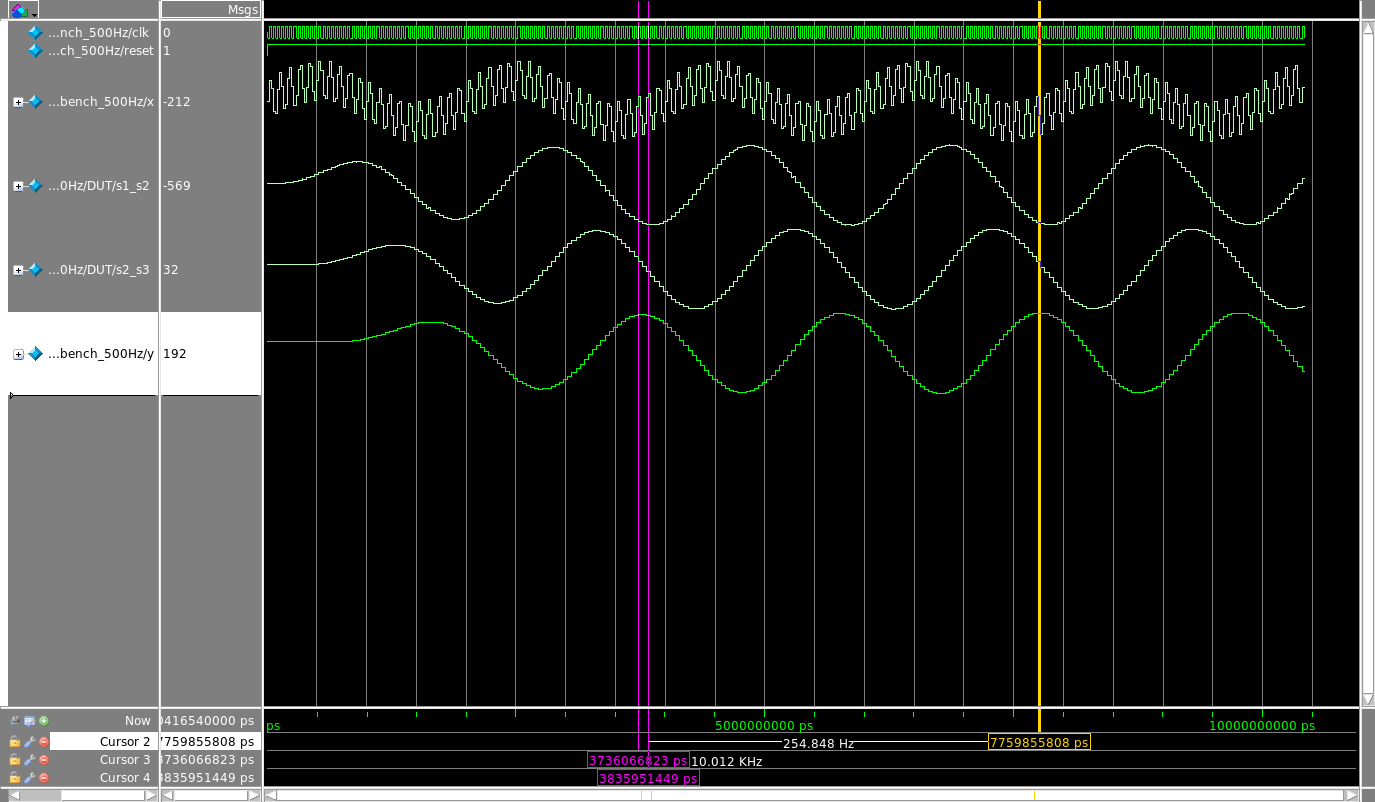 Msgs
...nch_500Hz/clk 0
...ch_500Hz/reset 1
...bench_500Hz/x -212
...0Hz/DUT/s1_s2 -569
...0Hz/DUT/s2_s3 32
...bench_500Hz/y 192
Now 0416540000 ps ps 5000000000 ps 10000000000 ps
Cursor 2 7759855808 ps 254.848 Hz 7759855808 ps
Cursor 3 3736066823 ps 3736066823 ps 10.012 KHz
Cursor 4 3835951449 ps 3835951449 ps